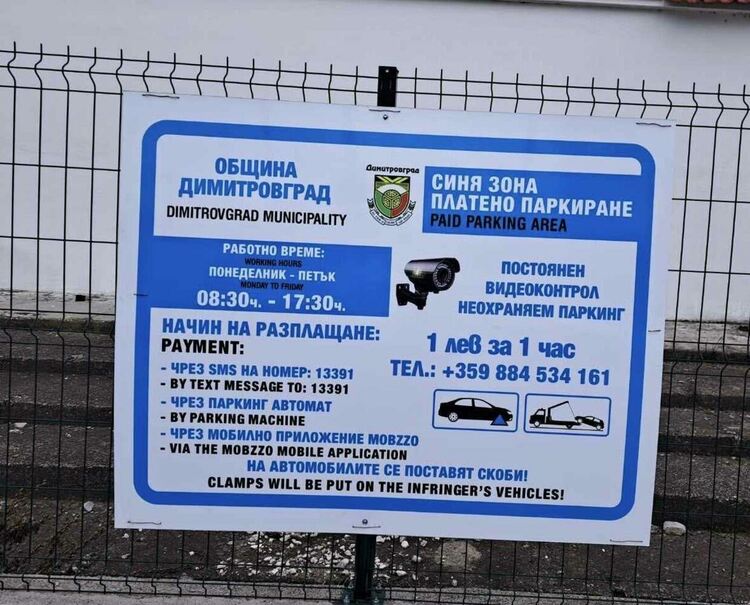 ОБЩИНА
ДИМИТРОВГРАД
DIMITROVGRAD MUNICIPALITY
Димитровград
СИНЯ ЗОНА
ПЛАТЕНО ПАРКИРАНЕ
PAID PARKING AREA
РАБОТНО ВРЕМЕ:
WORKING HOURS
ПОНЕДЕЛНИК - ПЕТЪК
MONDAY TO FRIDAY
08:30ч. - 17:30ч.
ПОСТОЯНЕН
ВИДЕОКОНТРОЛ
НЕОХРАНЯЕМ ПАРКИНГ
НАЧИН НА РАЗПЛАЩАНЕ:
PAYMENT:
- ЧРЕЗ SMS НА НОМЕР: 13391
- BY TEXT MESSAGE TO: 13391
- ЧРЕЗ ПАРКИНГ АВТОМАТ
- BY PARKING MACHINE
- ЧРЕЗ МОБИЛНО ПРИЛОЖЕНИЕ MOBZZO
- VIA THE MOBZZO MOBILE APPLICATION
1 лев за 1 час
ТЕЛ.: +359 884 534 161
НА АВТОМОБИЛИТЕ СЕ ПОСТАВЯТ СКОБИ!
CLAMPS WILL BE PUT ON THE INFRINGER'S VEHICLES!